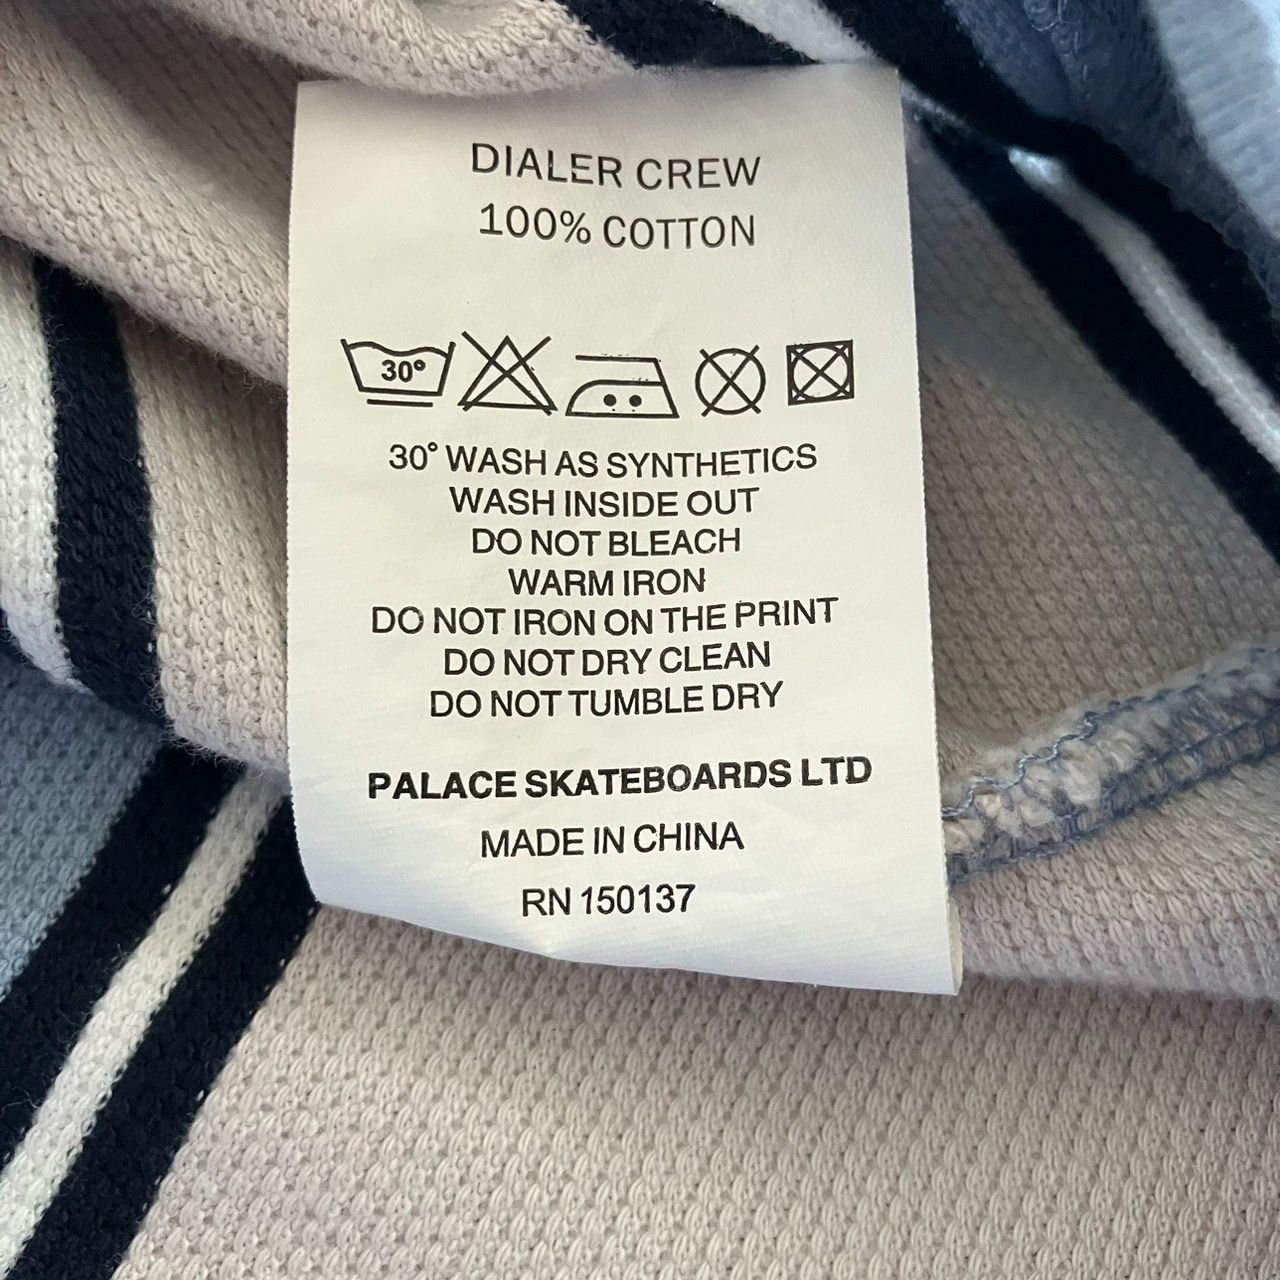 DIALER CREW
100% COTTON
30°
30° WASH AS SYNTHETICS
WASH INSIDE OUT
DO NOT BLEACH
WARM IRON
DO NOT IRON ON THE PRINT
DO NOT DRY CLEAN
DO NOT TUMBLE DRY
PALACE SKATEBOARDS LTD
MADE IN CHINA
RN 150137